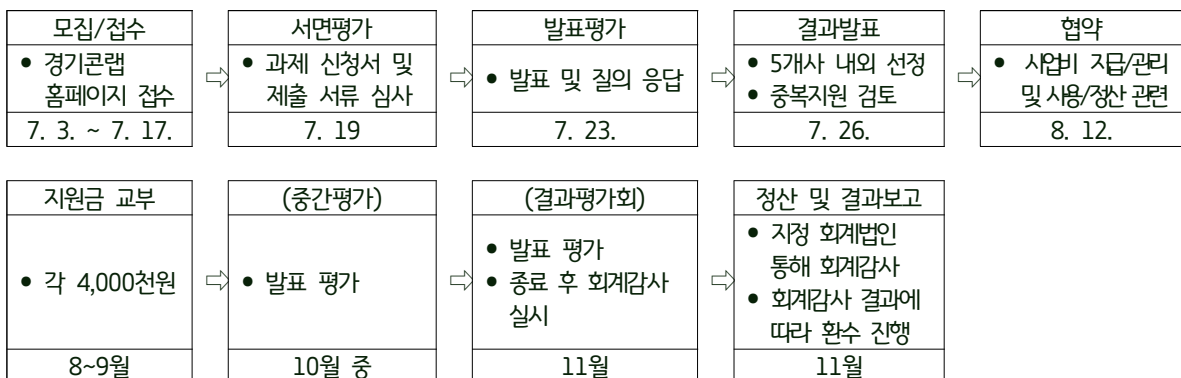 모집/접수
• 경기콘랩
홈페이지 접수
7. 3. ~ 7. 17.
서면평가
• 과제 신청서 및
제출 서류 심사
7. 19
발표평가
• 발표 및 질의 응답
7. 23.
결과발표
• 5개사 내외 선정
• 중복지원 검토
7. 26.
협약
• 사업비 지급/관리
및 사용/정산 관련
8. 12.
지원금 교부
• 각 4,000천원
8~9월
(중간평가)
• 발표 평가
10월 중
(결과평가회)
• 발표 평가
• 종료 후 회계감사
실시
11월
정산 및 결과보고
• 지정 회계법인
통해 회계감사
• 회계감사 결과에
따라 환수 진행
11월